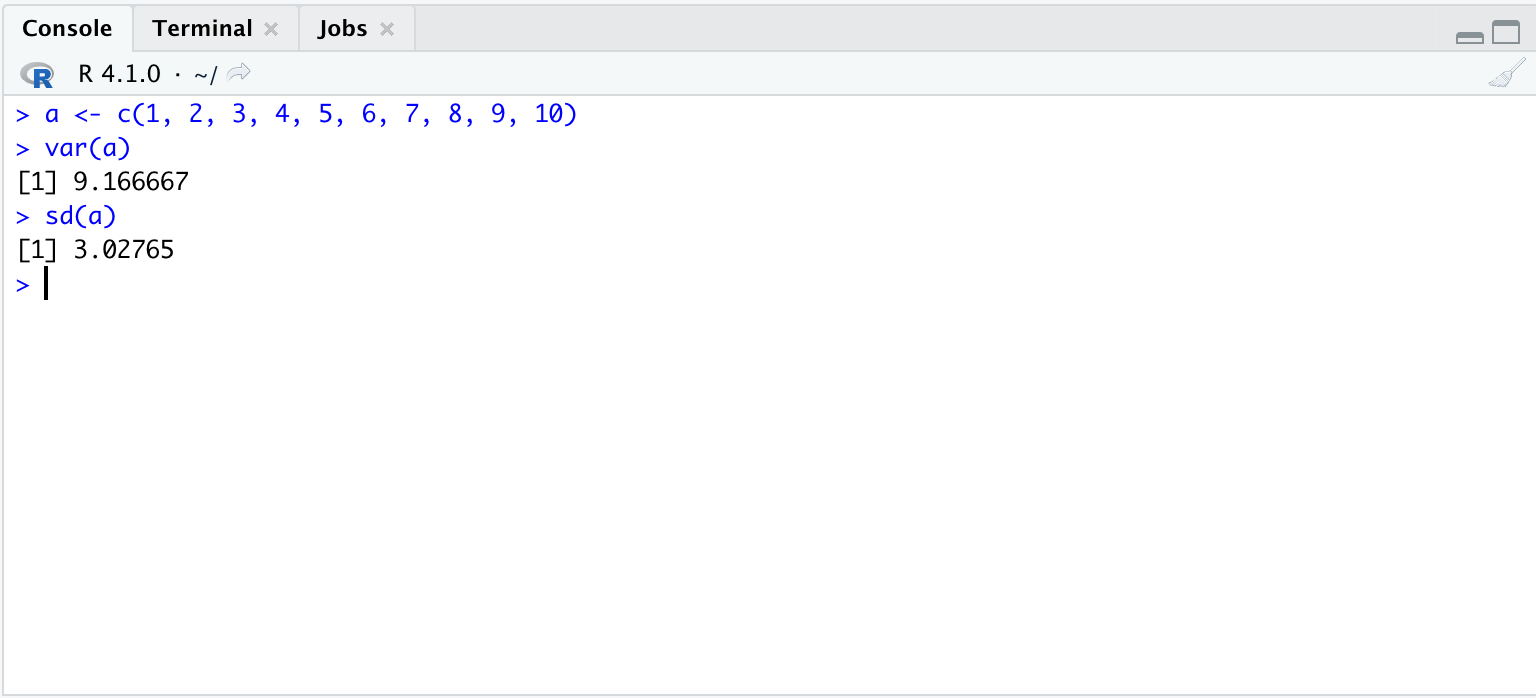 Console Terminal Jobs
R R 4.1.0 · ~/
> a <- c(1, 2, 3, 4, 5, 6, 7, 8, 9, 10)
> var(a)
[1] 9.166667
> sd(a)
[1] 3.02765
>